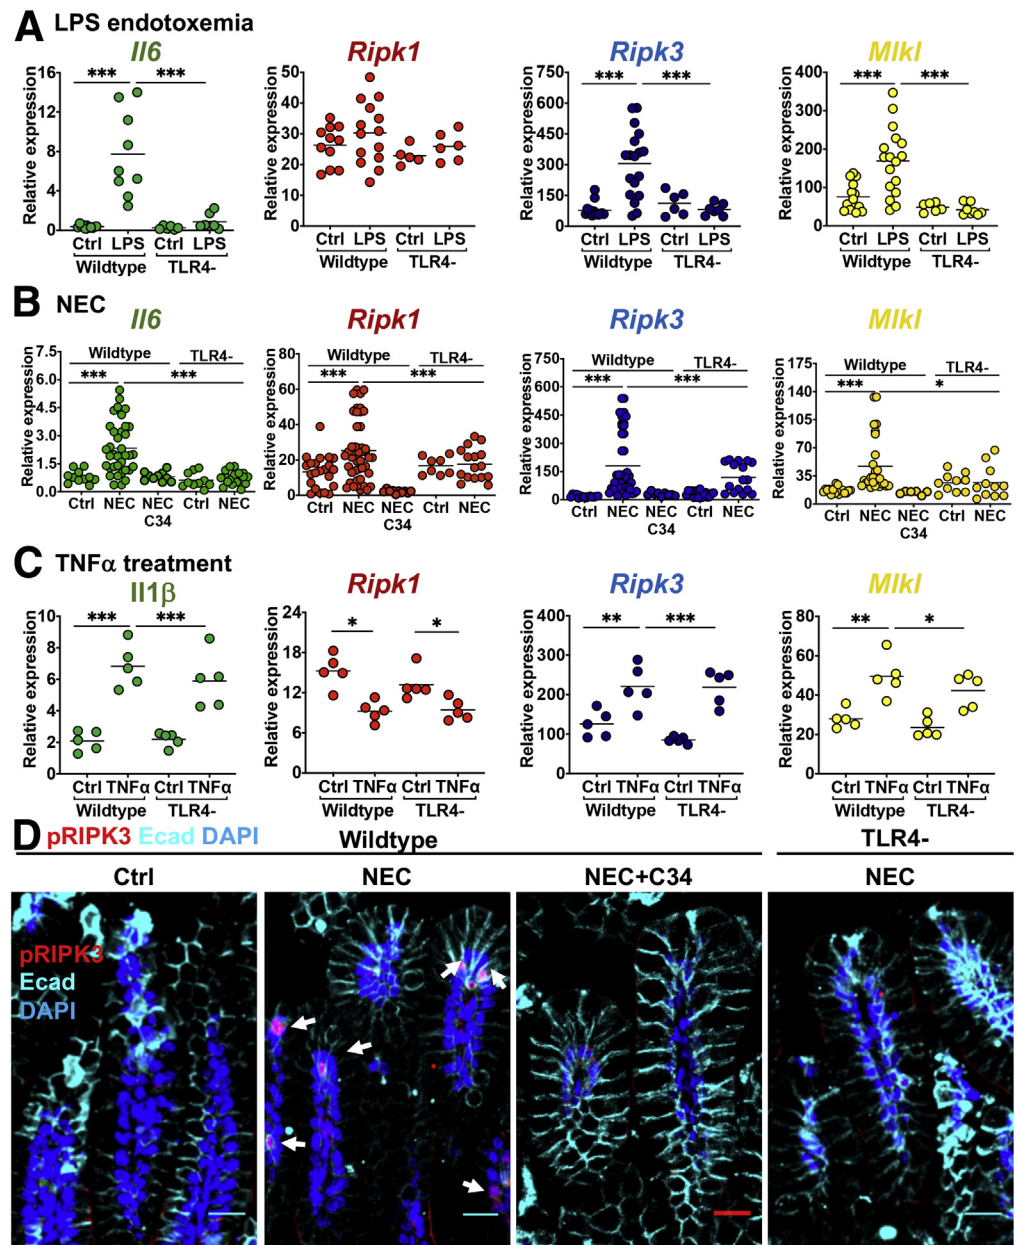 A LPS endotoxemia
Il6 Ripk1 Ripk3 Mlkl
Relative expression
16
12
8
4
0
*** ***
Ctrl LPS Ctrl LPS
Wildtype TLR4-
Relative expression
50
40
30
20
10
0
Ctrl LPS Ctrl LPS
Wildtype TLR4-
Relative expression
750
600
450
300
150
0
*** ***
Ctrl LPS Ctrl LPS
Wildtype TLR4-
Relative expression
400
300
200
100
0
*** ***
Ctrl LPS Ctrl LPS
Wildtype TLR4-
B NEC
Il6 Ripk1 Ripk3 Mlkl
Relative expression
7.5
6.0
4.5
3.0
1.5
0.0
Wildtype TLR4-
*** ***
Ctrl NEC NEC Ctrl NEC
C34
Relative expression
80
60
40
20
0
Wildtype TLR4-
*** ***
Ctrl NEC NEC Ctrl NEC
C34
Relative expression
750
600
450
300
150
0
Wildtype TLR4-
*** ***
Ctrl NEC NEC Ctrl NEC
C34
Relative expression
175
140
105
70
35
0
Wildtype TLR4-
*** *
Ctrl NEC NEC Ctrl NEC
C34
C TNFα treatment
Il1β Ripk1 Ripk3 Mlkl
Relative expression
10
8
6
4
2
0
*** ***
Ctrl TNFα Ctrl TNFα
Wildtype TLR4-
Relative expression
24
18
12
6
0
* *
Ctrl TNFα Ctrl TNFα
Wildtype TLR4-
Relative expression
400
300
200
100
0
** ***
Ctrl TNFα Ctrl TNFα
Wildtype TLR4-
Relative expression
80
60
40
20
0
** *
Ctrl TNFα Ctrl TNFα
Wildtype TLR4-
D pRIPK3 Ecad DAPI Wildtype TLR4-
Ctrl NEC NEC+C34 NEC
pRIPK3
Ecad
DAPI